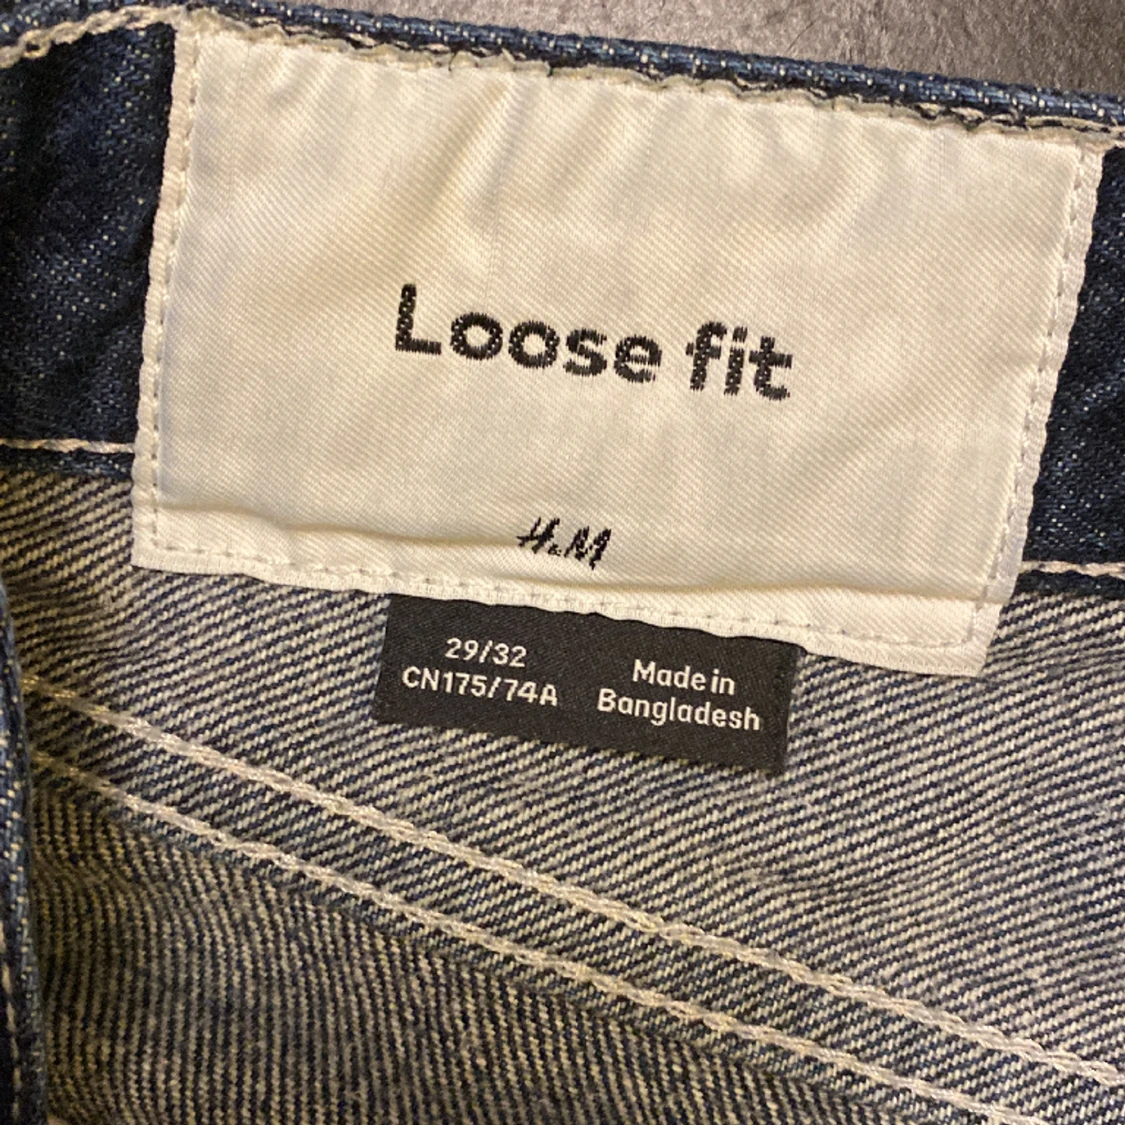 Loose fit
H&M
29/32
CN175/74A
Made in
Bangladesh